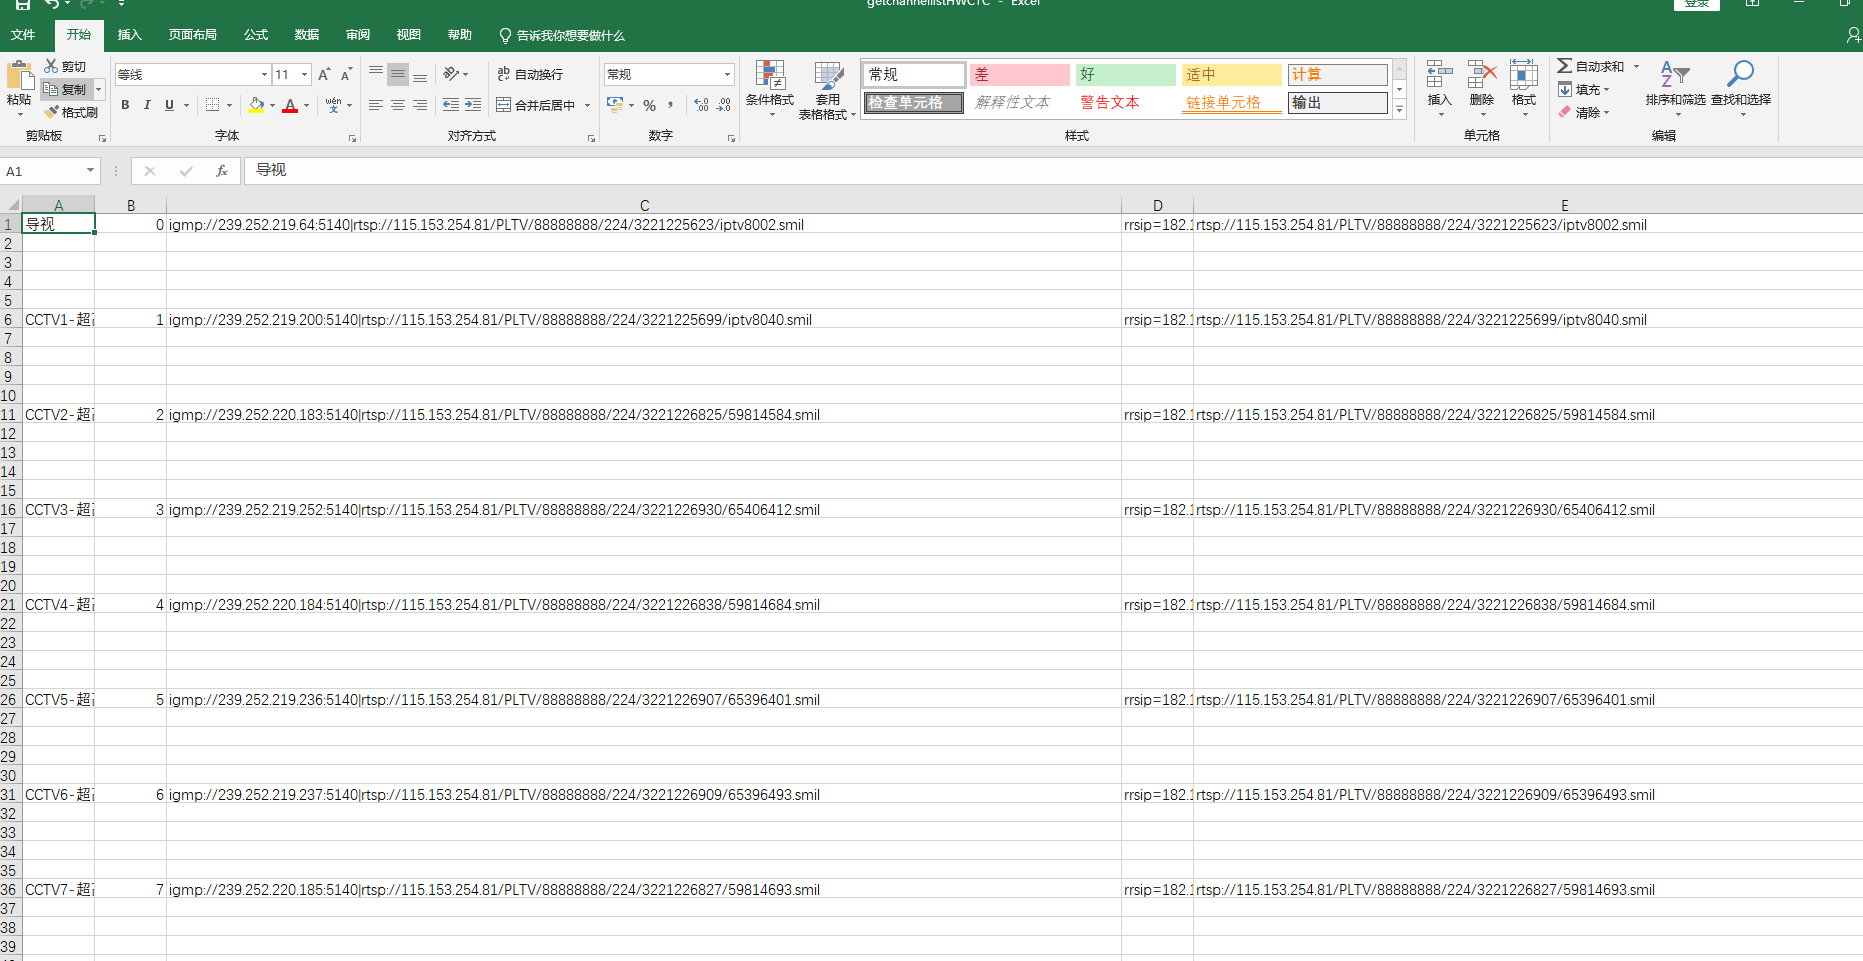 getchannellistHWCTC - Excel
登录
文件 开始 插入 页面布局 公式 数据 审阅 视图 帮助 告诉我你想要做什么
粘贴 剪切 复制 格式刷 剪贴板
等线 11 A A B I U A wén 文 字体
ab 自动换行 合并后居中 对齐方式
常规 % , 数字
条件格式 套用 表格格式
常规 差 好 适中 计算
检查单元格 解释性文本 警告文本 链接单元格 输出
样式
插入 删除 格式 单元格
自动求和 填充 清除 排序和筛选 查找和选择 编辑
A1 fx 导视
A B C D E
1 导视 0 igmp://239.252.219.64:5140|rtsp://115.153.254.81/PLTV/88888888/224/3221225623/iptv8002.smil rrsip=182.1 rtsp://115.153.254.81/PLTV/88888888/224/3221225623/iptv8002.smil
2
3
4
5
6 CCTV1-超 1 igmp://239.252.219.200:5140|rtsp://115.153.254.81/PLTV/88888888/224/3221225699/iptv8040.smil rrsip=182.1 rtsp://115.153.254.81/PLTV/88888888/224/3221225699/iptv8040.smil
7
8
9
10
11 CCTV2-超 2 igmp://239.252.220.183:5140|rtsp://115.153.254.81/PLTV/88888888/224/3221226825/59814584.smil rrsip=182.1 rtsp://115.153.254.81/PLTV/88888888/224/3221226825/59814584.smil
12
13
14
15
16 CCTV3-超 3 igmp://239.252.219.252:5140|rtsp://115.153.254.81/PLTV/88888888/224/3221226930/65406412.smil rrsip=182.1 rtsp://115.153.254.81/PLTV/88888888/224/3221226930/65406412.smil
17
18
19
20
21 CCTV4-超 4 igmp://239.252.220.184:5140|rtsp://115.153.254.81/PLTV/88888888/224/3221226838/59814684.smil rrsip=182.1 rtsp://115.153.254.81/PLTV/88888888/224/3221226838/59814684.smil
22
23
24
25
26 CCTV5-超 5 igmp://239.252.219.236:5140|rtsp://115.153.254.81/PLTV/88888888/224/3221226907/65396401.smil rrsip=182.1 rtsp://115.153.254.81/PLTV/88888888/224/3221226907/65396401.smil
27
28
29
30
31 CCTV6-超 6 igmp://239.252.219.237:5140|rtsp://115.153.254.81/PLTV/88888888/224/3221226909/65396493.smil rrsip=182.1 rtsp://115.153.254.81/PLTV/88888888/224/3221226909/65396493.smil
32
33
34
35
36 CCTV7-超 7 igmp://239.252.220.185:5140|rtsp://115.153.254.81/PLTV/88888888/224/3221226827/59814693.smil rrsip=182.1 rtsp://115.153.254.81/PLTV/88888888/224/3221226827/59814693.smil
37
38
39